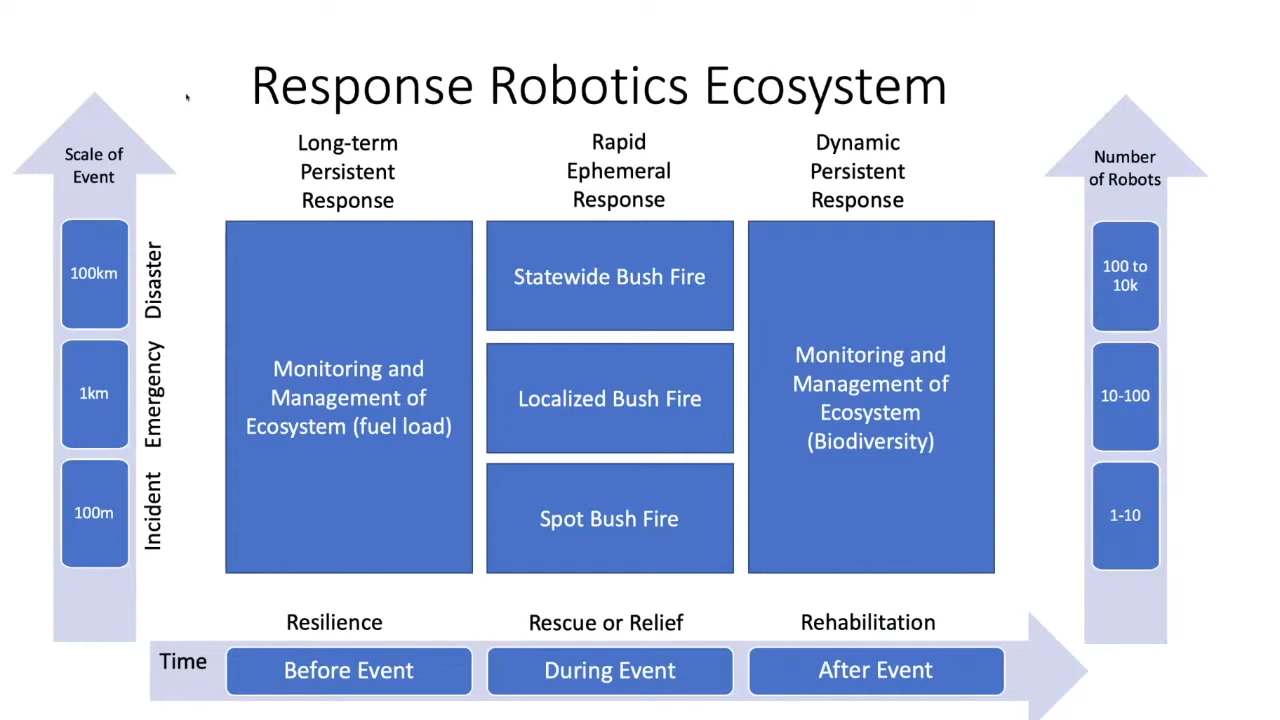 Response Robotics Ecosystem
Scale of
Event
100km
1km
100m
Disaster
Emergency
Incident
Long-term
Persistent
Response
Rapid
Ephemeral
Response
Dynamic
Persistent
Response
Monitoring and
Management of
Ecosystem (fuel load)
Statewide Bush Fire
Localized Bush Fire
Spot Bush Fire
Monitoring and
Management of
Ecosystem
(Biodiversity)
Number
of Robots
100 to
10k
10-100
1-10
Resilience
Rescue or Relief
Rehabilitation
Time
Before Event
During Event
After Event